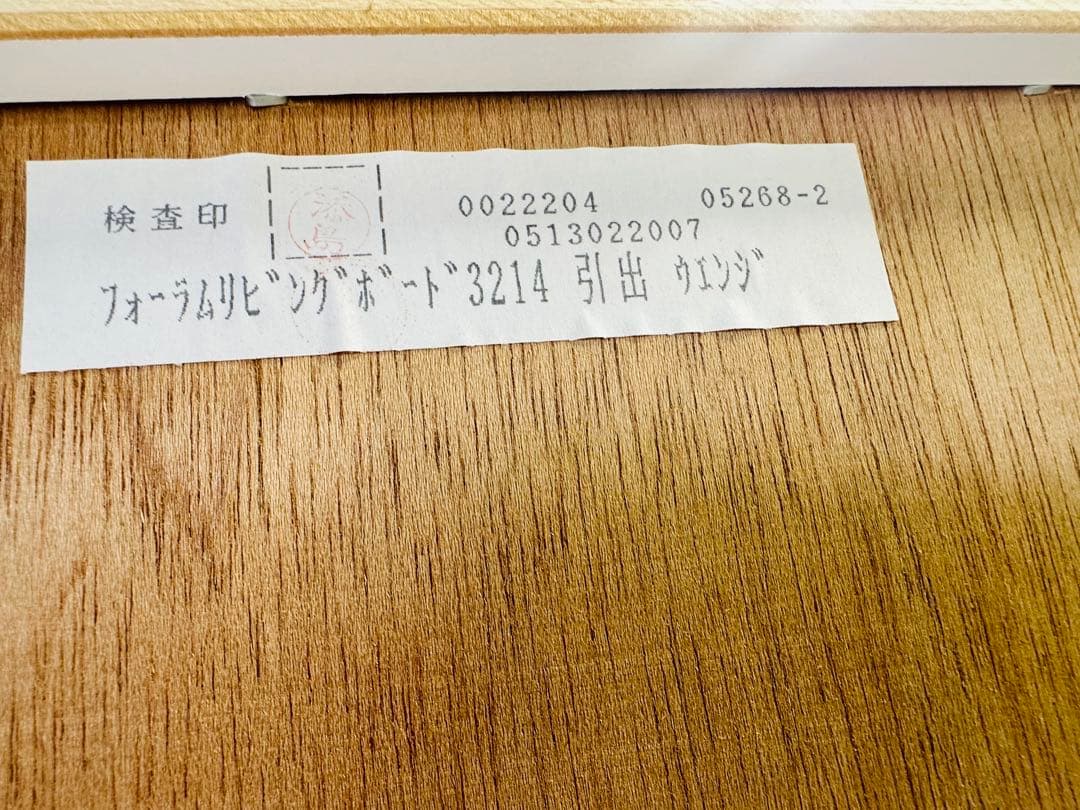 検査印 0022204 05268-2
0513022007
フォーラムリビングボード3214 引出 ウエンジ